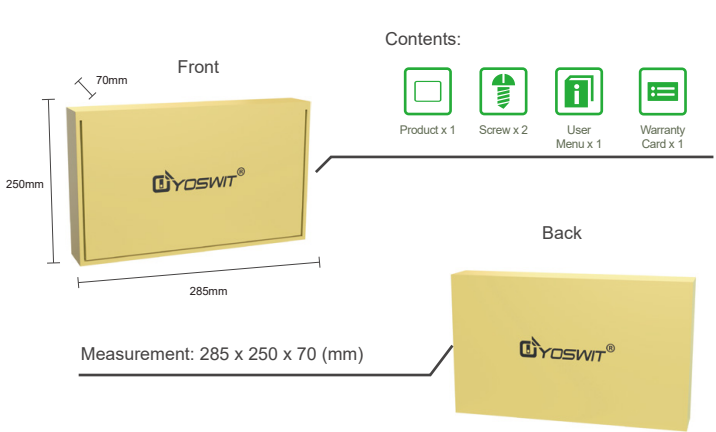 Contents:
Front
70mm
Product x 1
Screw x 2
User
Menu x 1
Warranty
Card x 1
250mm
YOSWIT®
285mm
Back
Measurement: 285 x 250 x 70 (mm)
YOSWIT®